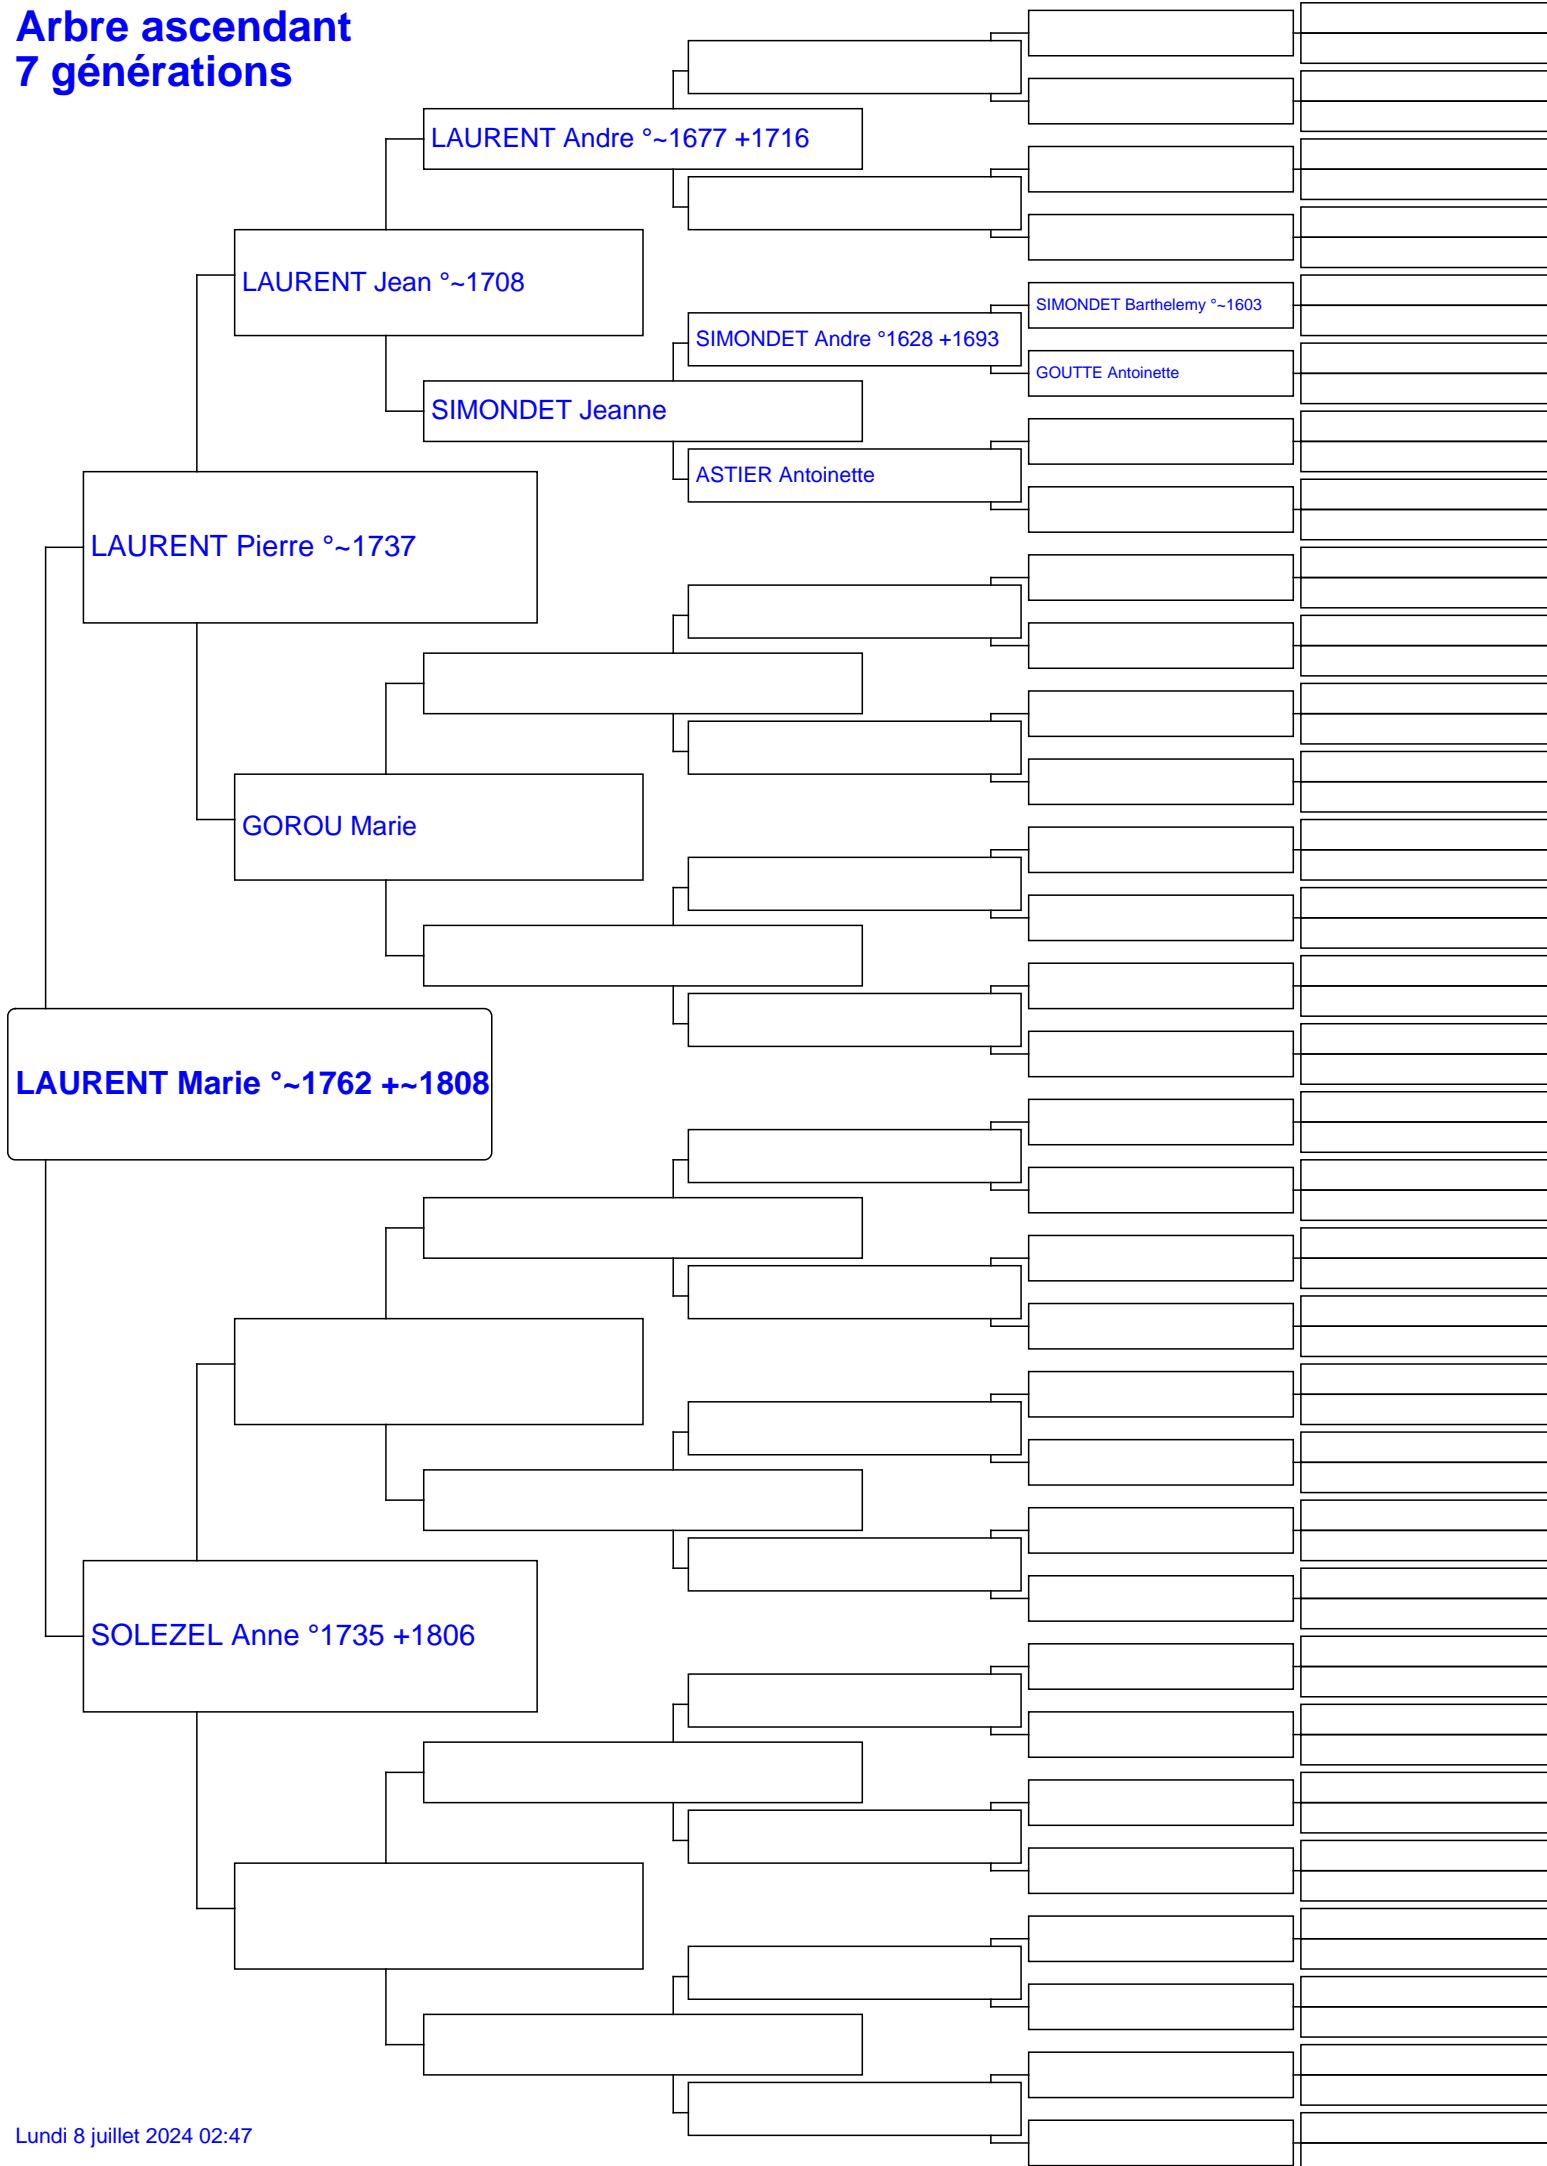 Arbre ascendant
7 générations
LAURENT Andre °~1677 +1716
LAURENT Jean °~1708
SIMONDET Barthelemy °~1603
SIMONDET Andre °1628 +1693
GOUTTE Antoinette
SIMONDET Jeanne
ASTIER Antoinette
LAURENT Pierre °~1737
GOROU Marie
LAURENT Marie °~1762 +~1808
SOLEZEL Anne °1735 +1806
Lundi 8 juillet 2024 02:47